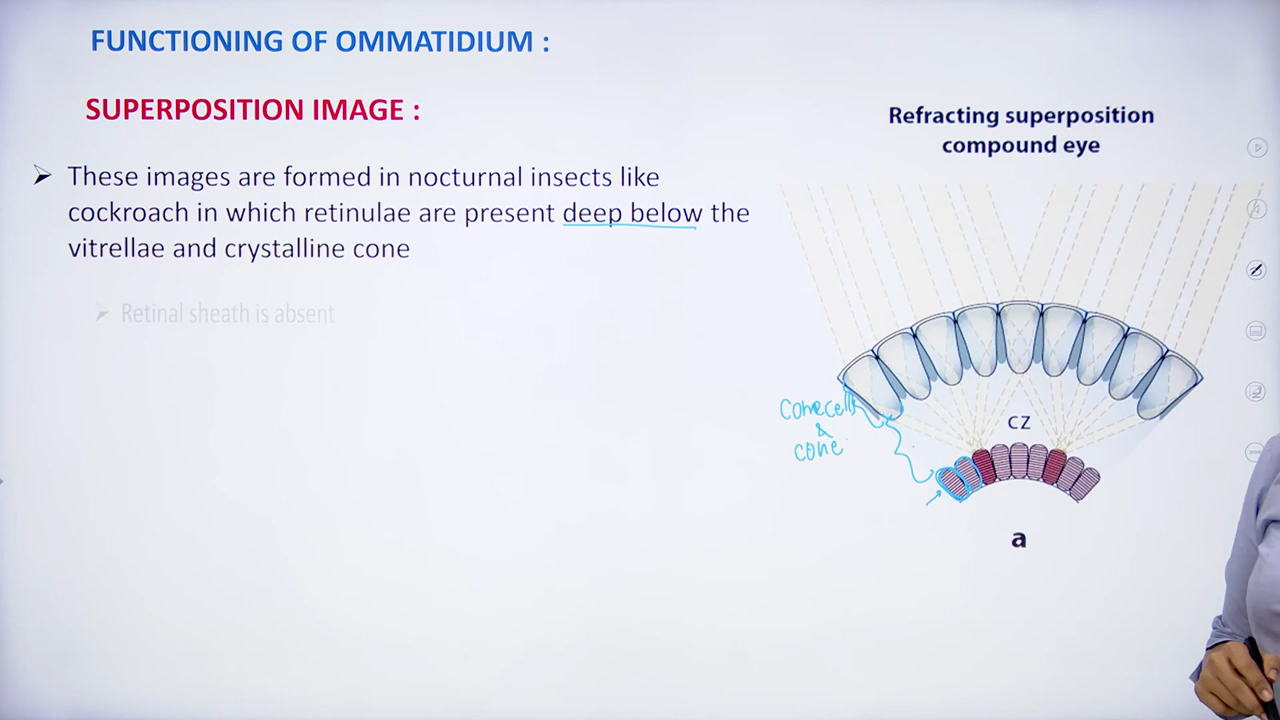 FUNCTIONING OF OMMATIDIUM :
SUPERPOSITION IMAGE :
➢ These images are formed in nocturnal insects like
cockroach in which retinulae are present deep below the
vitrellae and crystalline cone
➢ Retinal sheath is absent
Refracting superposition
compound eye
Cone cells
&
cone
CZ
a